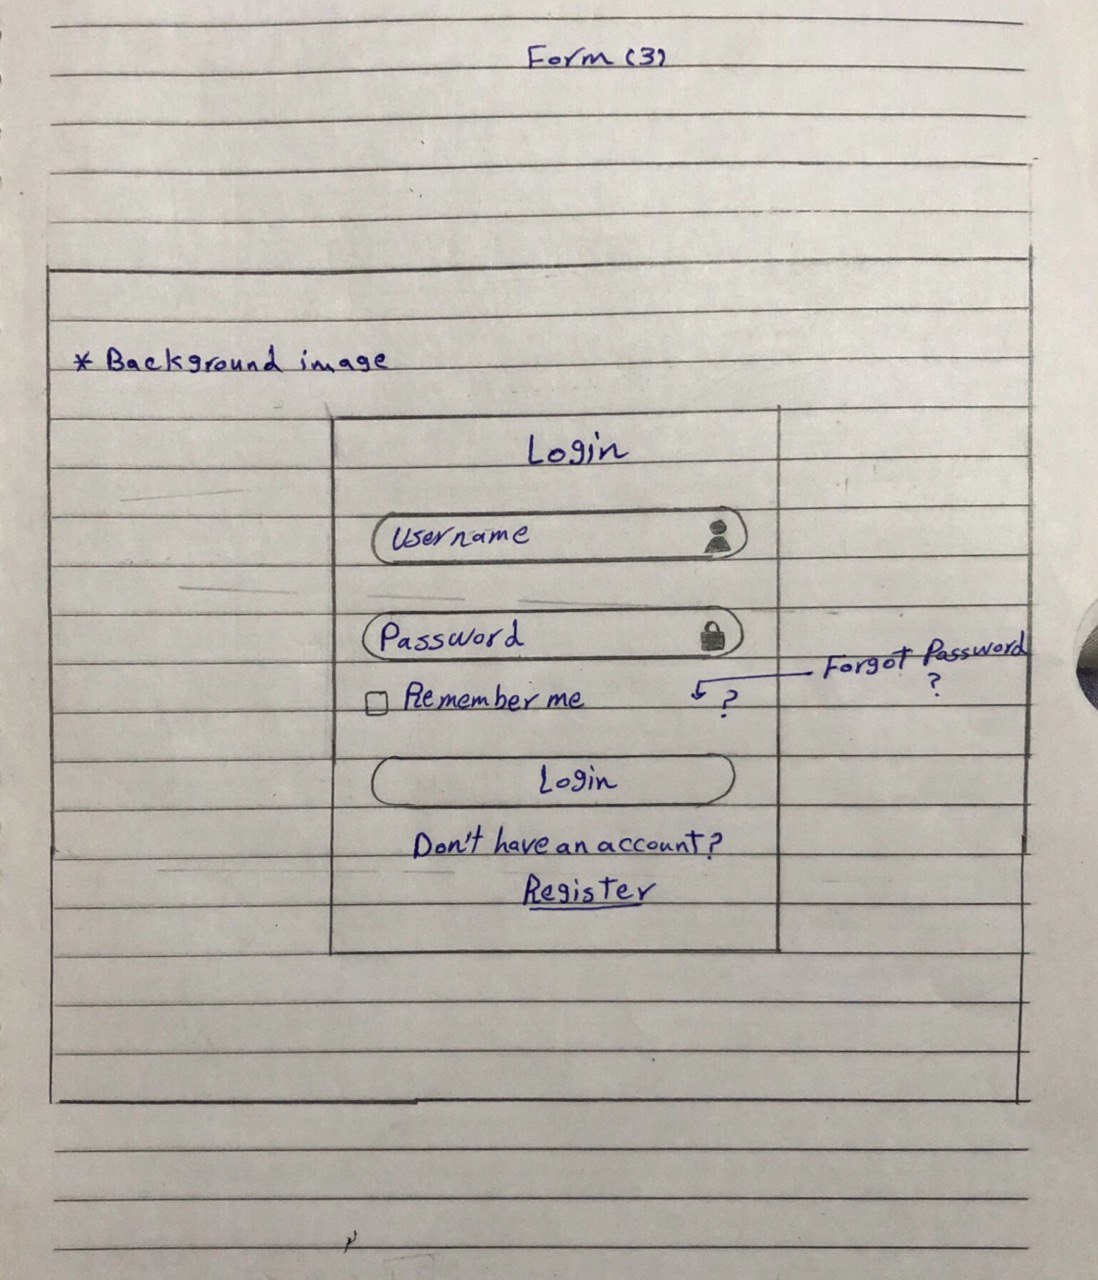 Form (3)
* Background image
Login
Username
Password
Forgot Password
?
Remember me
?
Login
Don't have an account?
Register